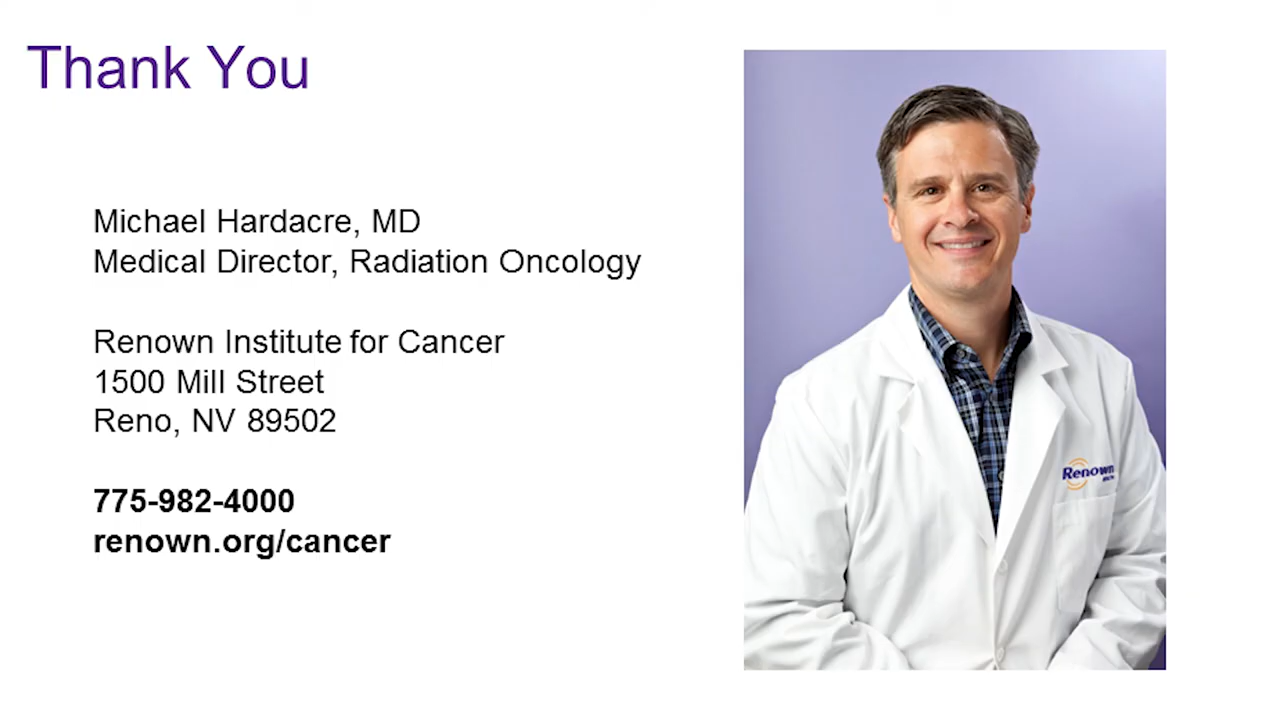 Thank You
Michael Hardacre, MD
Medical Director, Radiation Oncology
Renown Institute for Cancer
1500 Mill Street
Reno, NV 89502
775-982-4000
renown.org/cancer
Renown